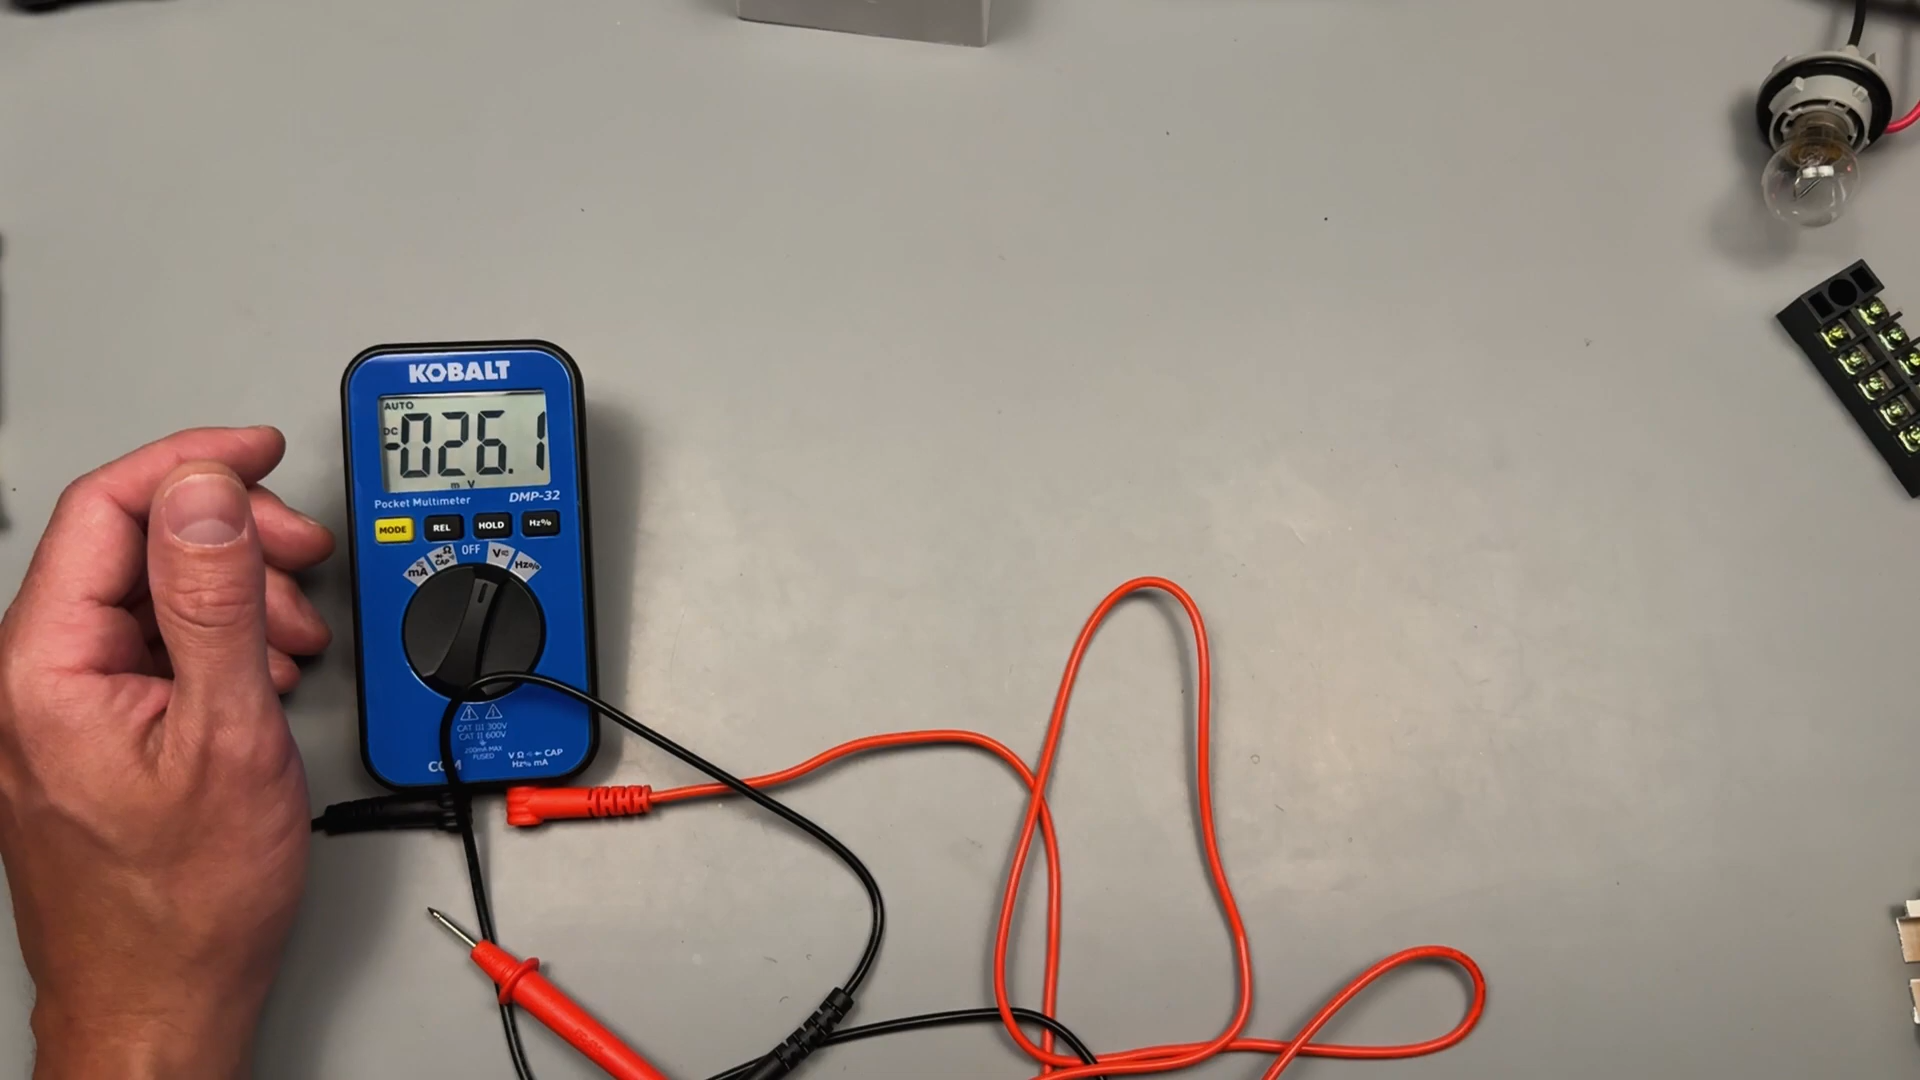 KOBALT
AUTO
DC
-026.1
m V
Pocket Multimeter DMP-32
MODE REL HOLD Hz%
mA CAP Ω OFF V Hz%
CAT III 300V
CAT II 600V
200mA MAX
FUSED
COM
V Ω CAP
Hz% mA